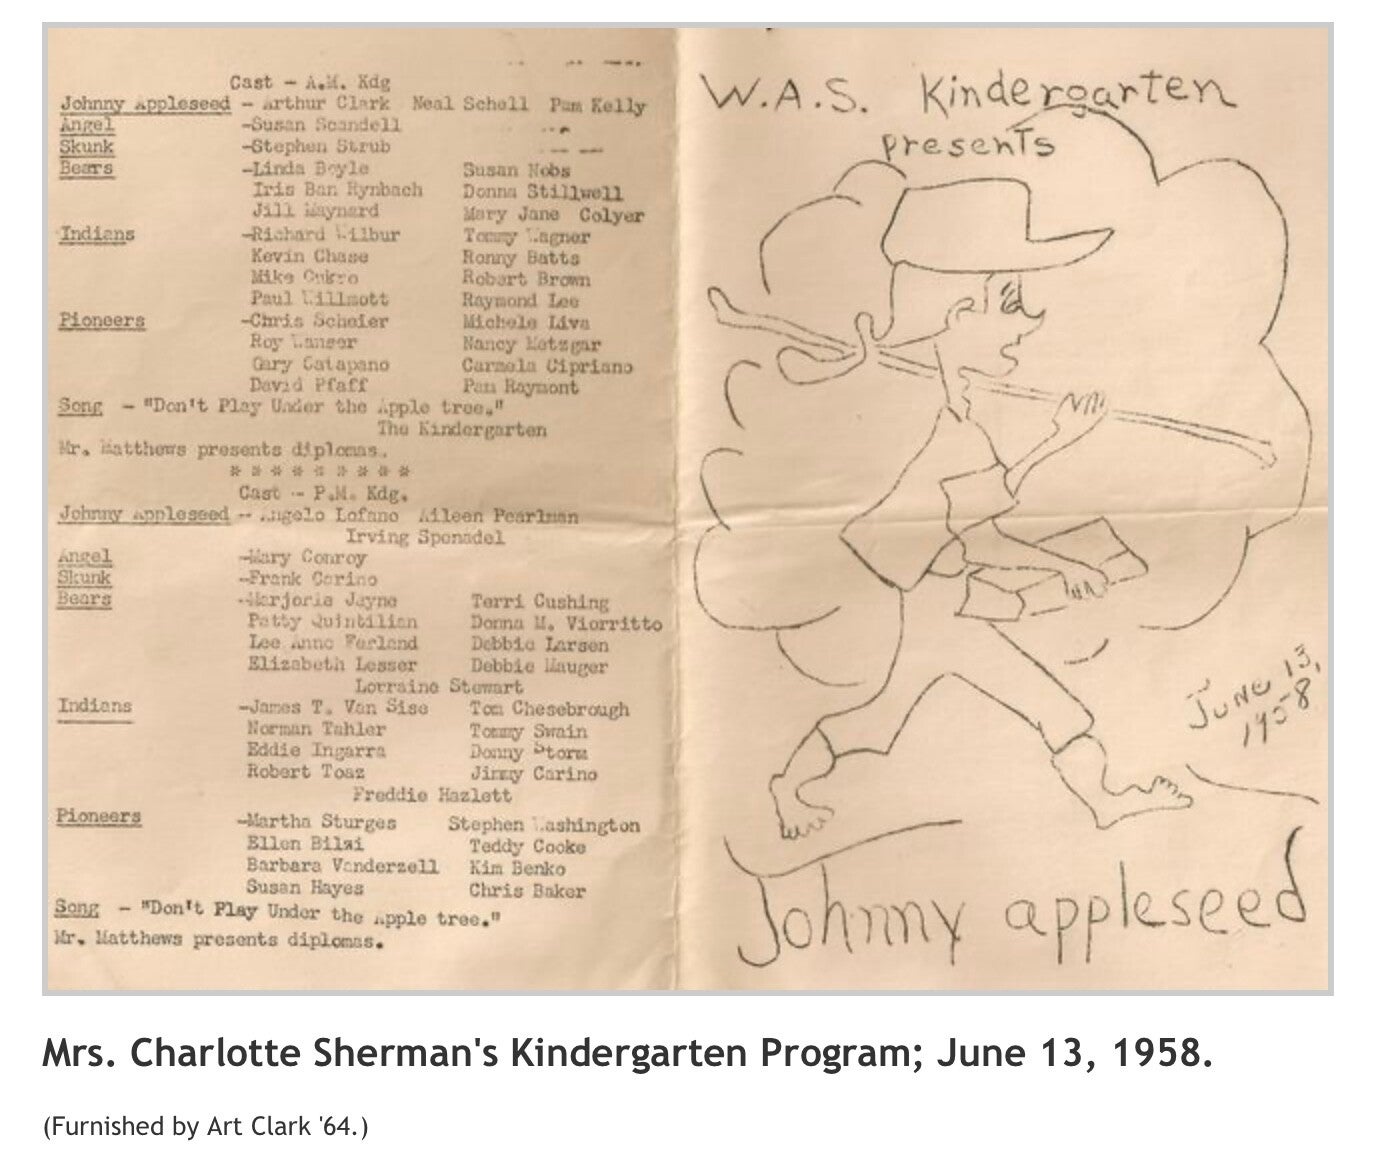 Cast - A.M. Kdg
Johnny Appleseed - Arthur Clark Neal Schell Pam Kelly
Angel -Susan Scandell
Skunk -Stephen Strub
Bears -Linda Boyle Susan Nobs
Iris Ban Rynbach Donna Stillwell
Jill Maynard Mary Jane Colyer
Indians -Richard Wilbur Tommy Wagner
Kevin Chase Ronny Batts
Mike Robert Brown
Paul Willmott Raymond Lee
Pioneers -Chris Scheier Michele Liva
Roy Lanser Nancy Metzgar
Gary Catapano Carmela Cipriano
David Pfaff Pam Raymont
Song - "Don't Play Under the Apple tree."
The Kindergarten
Mr. Matthews presents diplomas.
* * * * * * * * *
Cast - P.M. Kdg.
Johnny Appleseed -- Angelo Lofano Aileen Pearlman
Irving Sponadel
Angel -Mary Conroy
Skunk -Frank Carino
Bears -Marjorie Jayne Terri Cushing
Patty Quintilian Donna M. Viorritto
Lee Anne Ferland Debbie Larsen
Elizabeth Lesser Debbie Mauger
Lorraine Stewart
Indians -James T. Van Sise Tom Chesebrough
Norman Tahler Tommy Swain
Eddie Ingarra Donny Storm
Robert Toaz Jimmy Carino
Freddie Hazlett
Pioneers -Martha Sturges Stephen Washington
Ellen Bilai Teddy Cooke
Barbara Vanderzell Kim Benko
Susan Hayes Chris Baker
Song - "Don't Play Under the Apple tree."
Mr. Matthews presents diplomas.
W.A.S. Kindergarten
presents
June 13,
1958
Johnny appleseed
Mrs. Charlotte Sherman's Kindergarten Program; June 13, 1958.
(Furnished by Art Clark '64.)